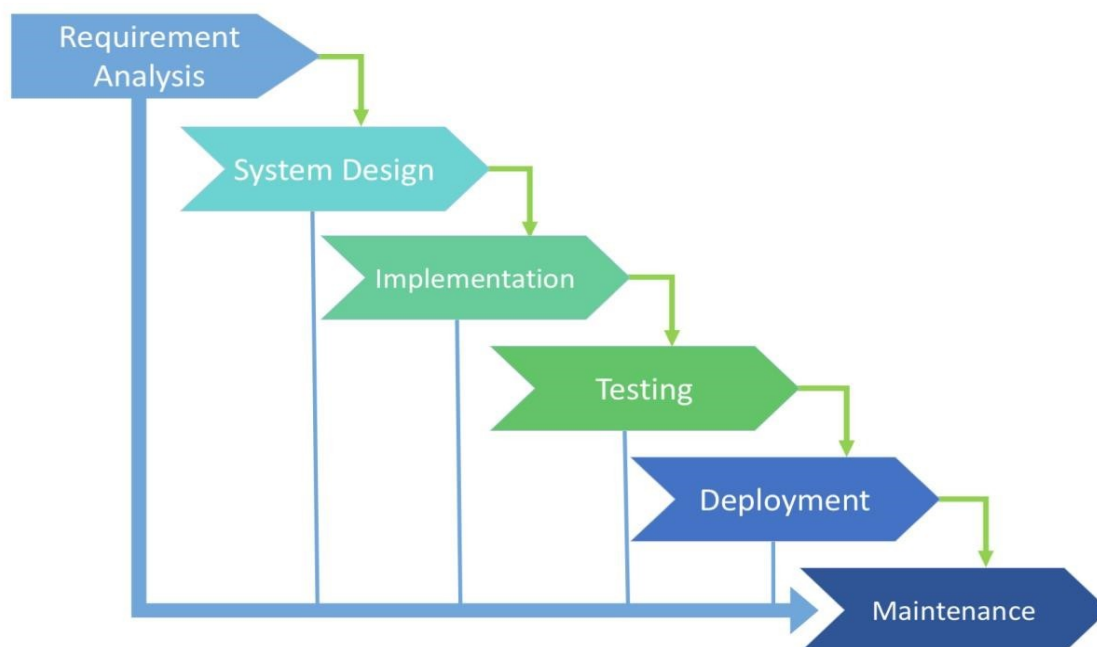 Requirement
Analysis
System Design
Implementation
Testing
Deployment
Maintenance